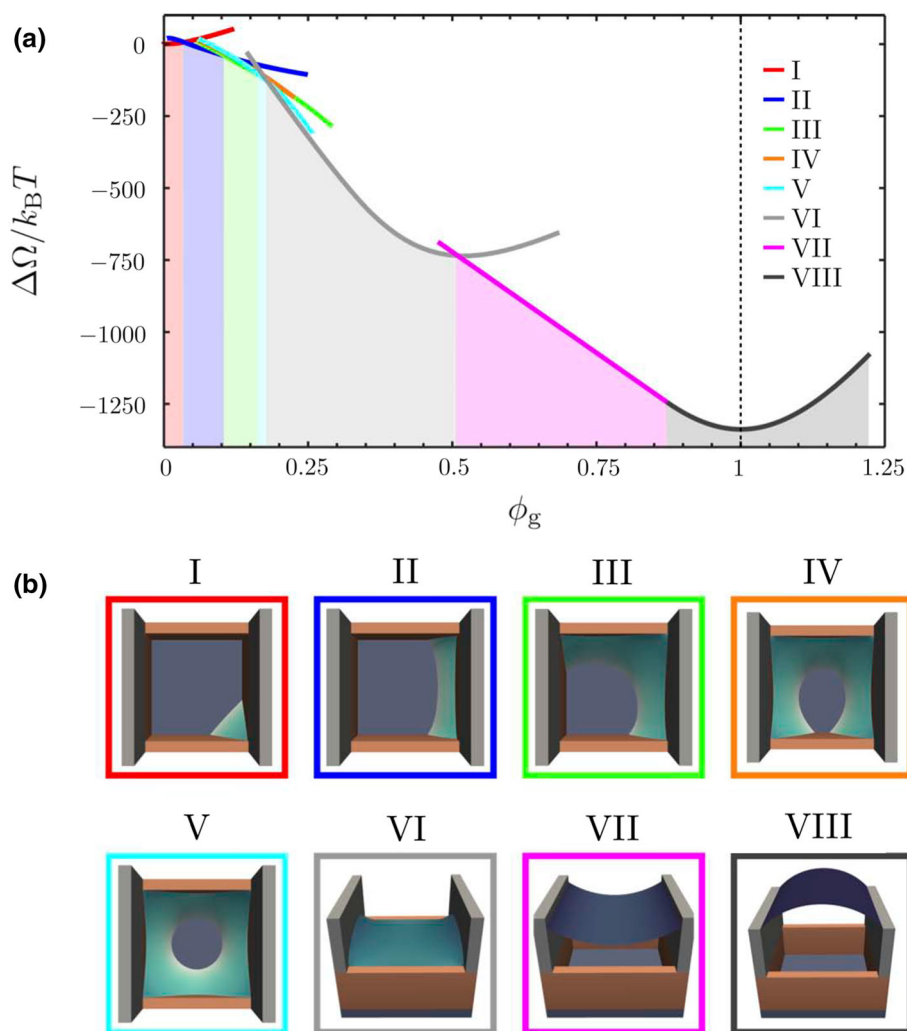 (a)
0
−250
−500
−750
−1000
−1250
ΔΩ/k_BT
I
II
III
IV
V
VI
VII
VIII
0 0.25 0.5 0.75 1 1.25
ϕ_g
(b)
I II III IV
V VI VII VIII